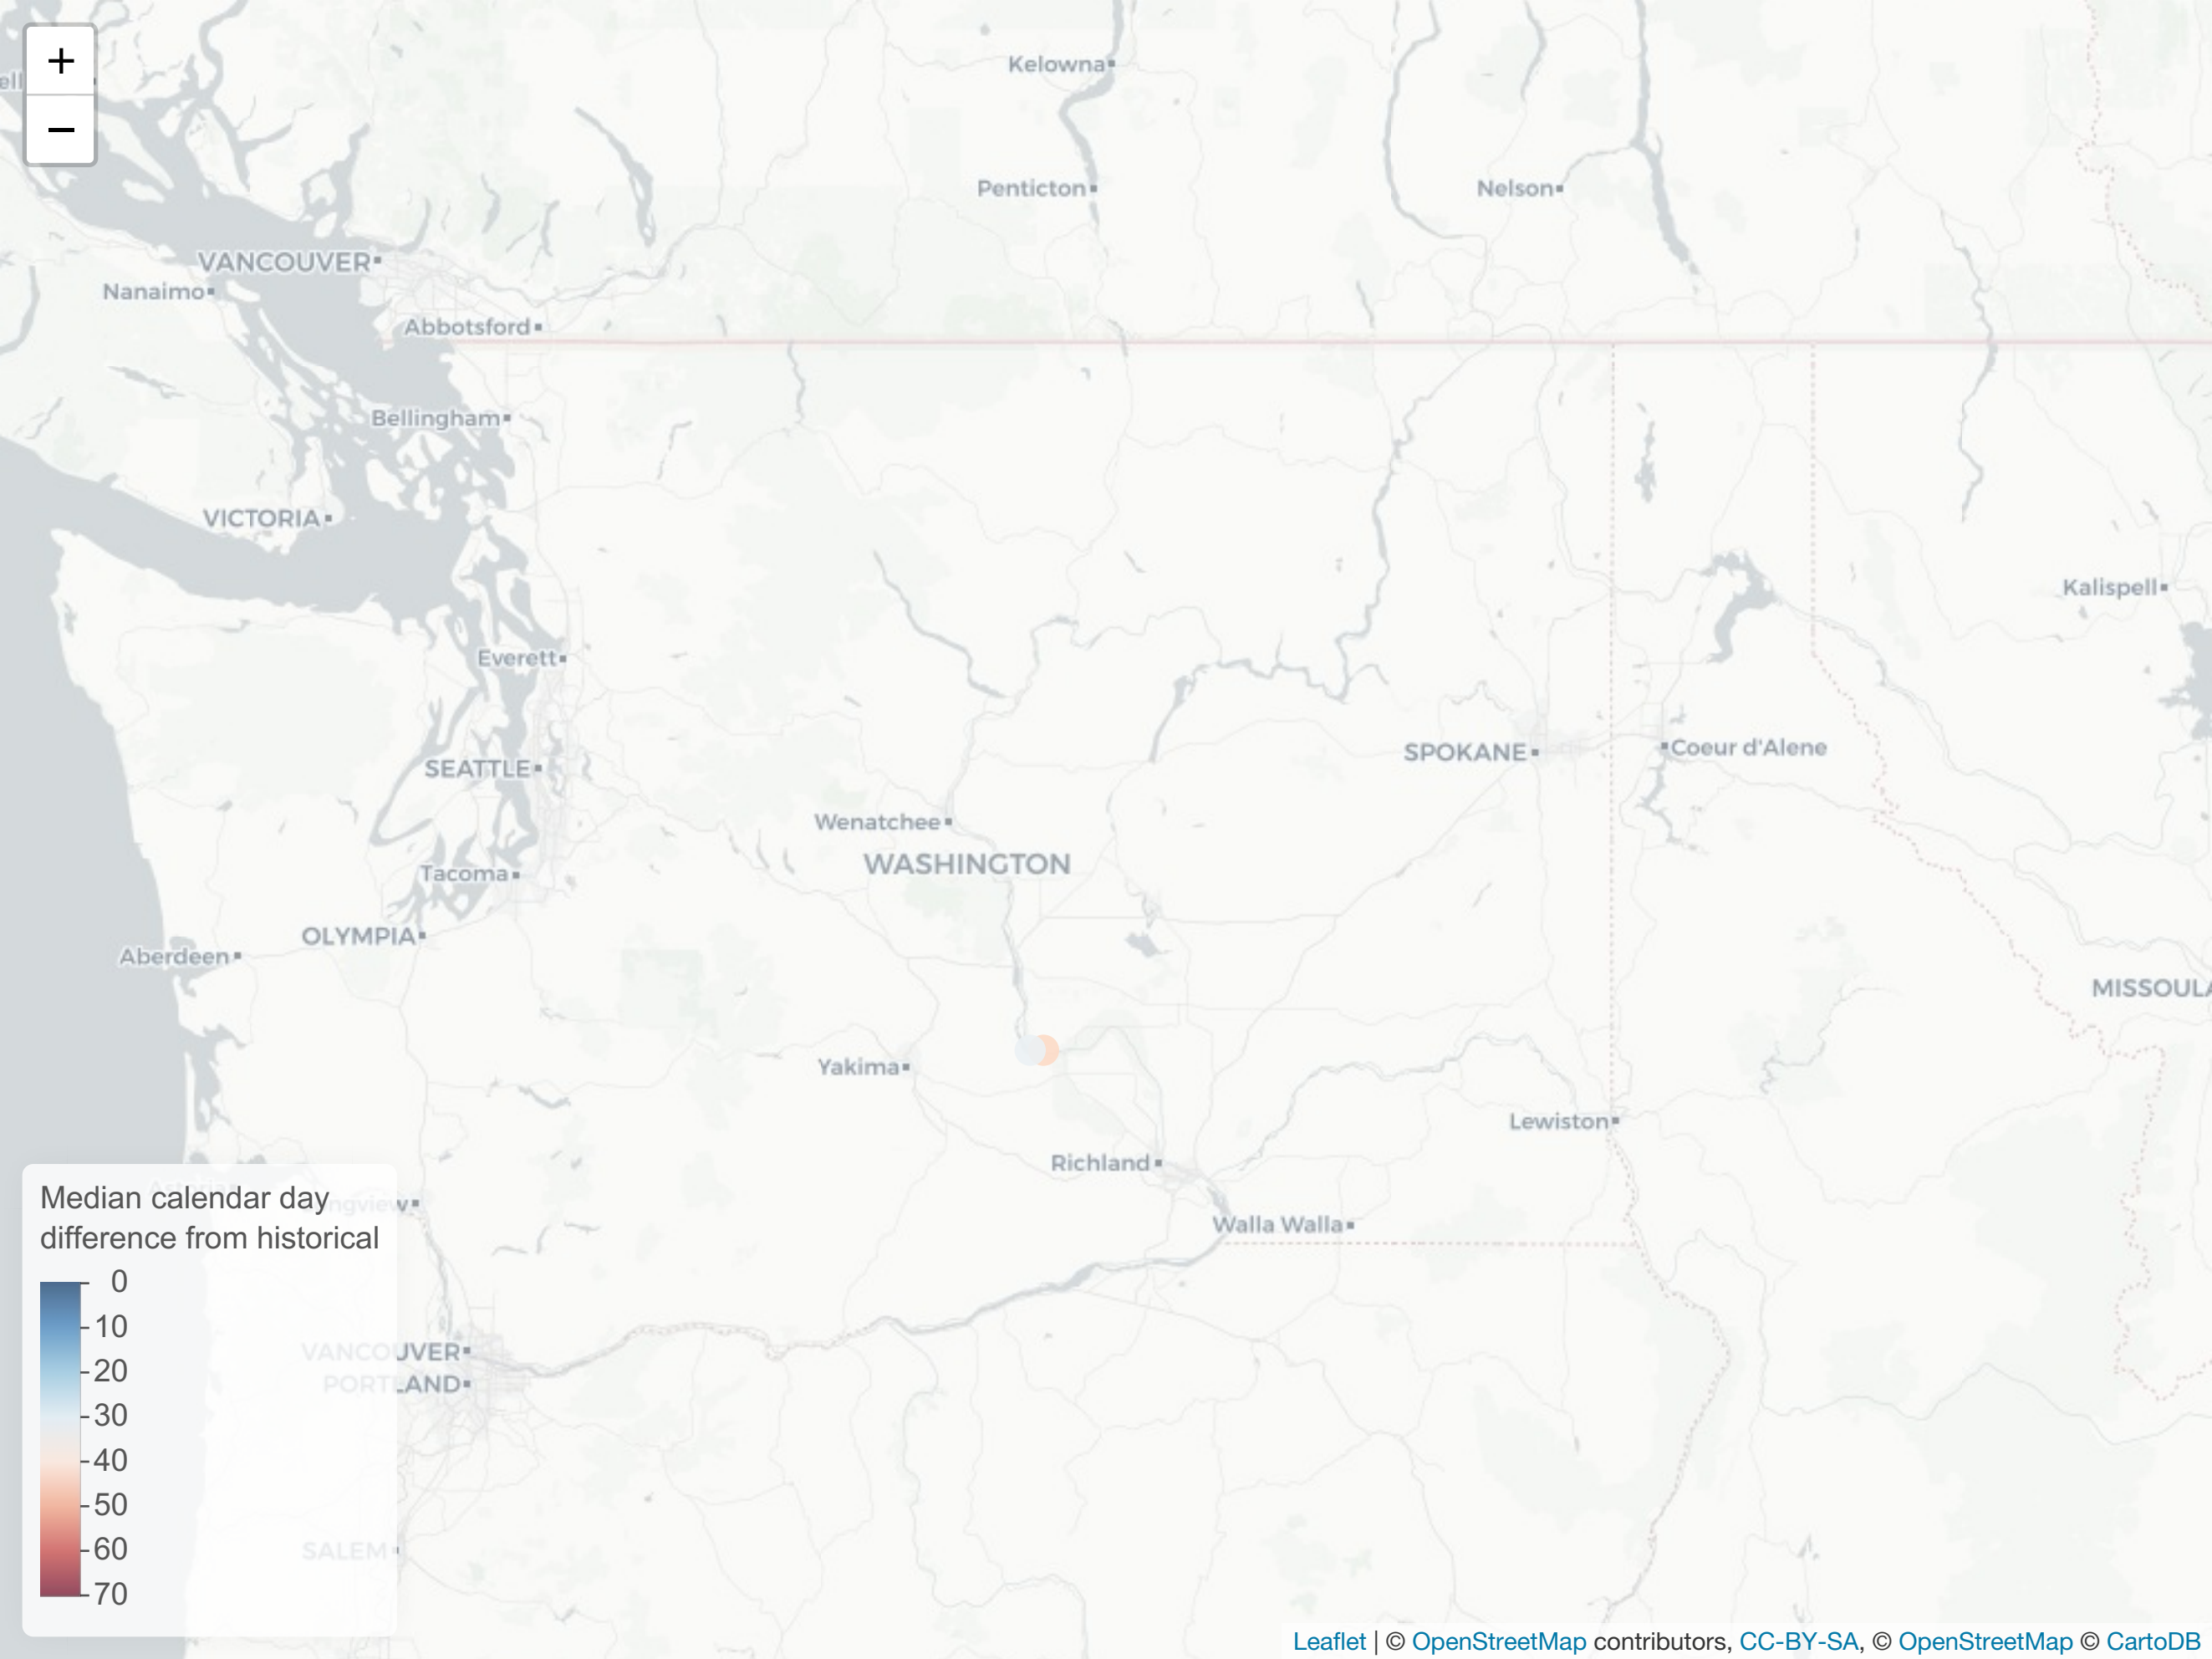 +
−
Kelowna
Penticton
Nelson
VANCOUVER
Nanaimo
Abbotsford
Bellingham
VICTORIA
Kalispell
Everett
SEATTLE
SPOKANE
Coeur d'Alene
Wenatchee
WASHINGTON
Tacoma
OLYMPIA
Aberdeen
MISSOULA
Yakima
Lewiston
Richland
Walla Walla
Median calendar day
difference from historical
0
10
20
30
40
50
60
70
VANCOUVER
PORTLAND
SALEM
Leaflet | © OpenStreetMap contributors, CC-BY-SA, © OpenStreetMap © CartoDB